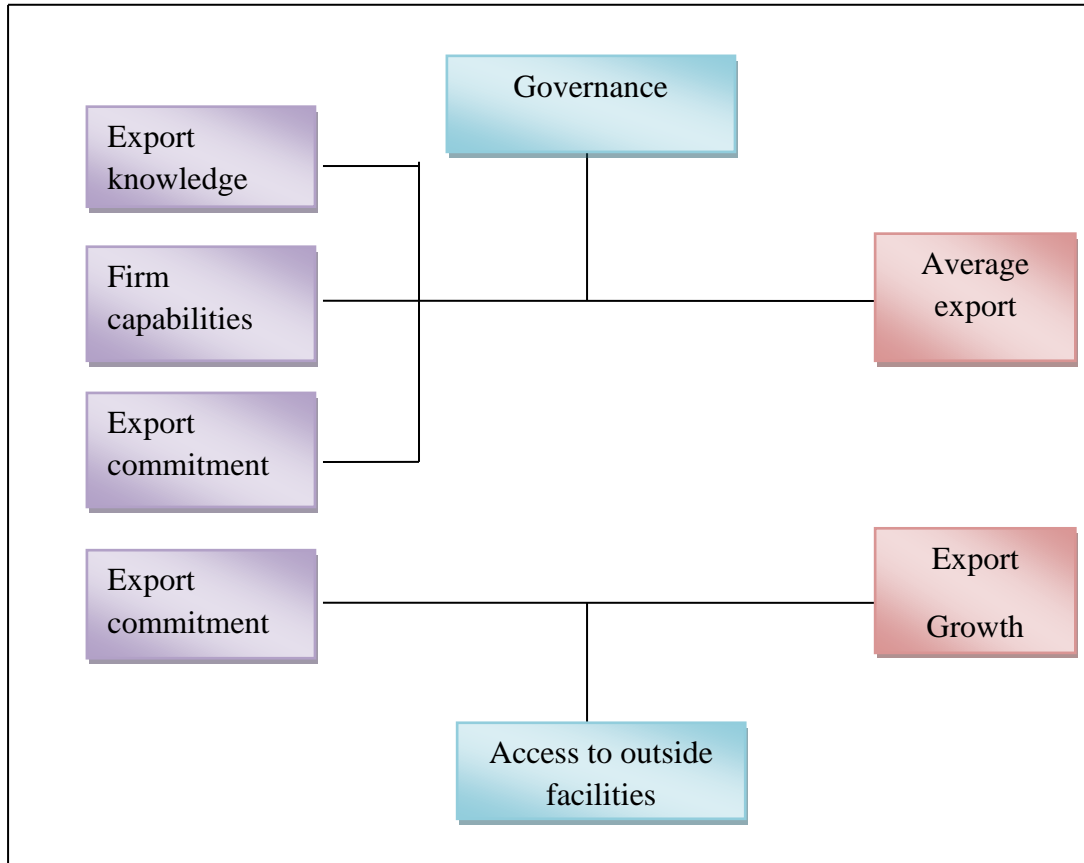 Governance
Export
knowledge
Firm
capabilities
Average
export
Export
commitment
Export
commitment
Export
Growth
Access to outside
facilities